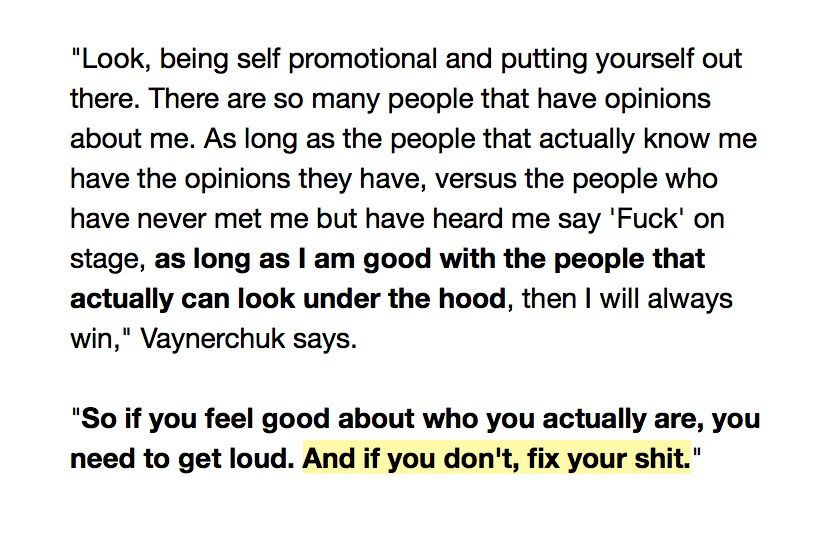 "Look, being self promotional and putting yourself out
there. There are so many people that have opinions
about me. As long as the people that actually know me
have the opinions they have, versus the people who
have never met me but have heard me say 'Fuck' on
stage, as long as I am good with the people that
actually can look under the hood, then I will always
win," Vaynerchuk says.
"So if you feel good about who you actually are, you
need to get loud. And if you don't, fix your shit."